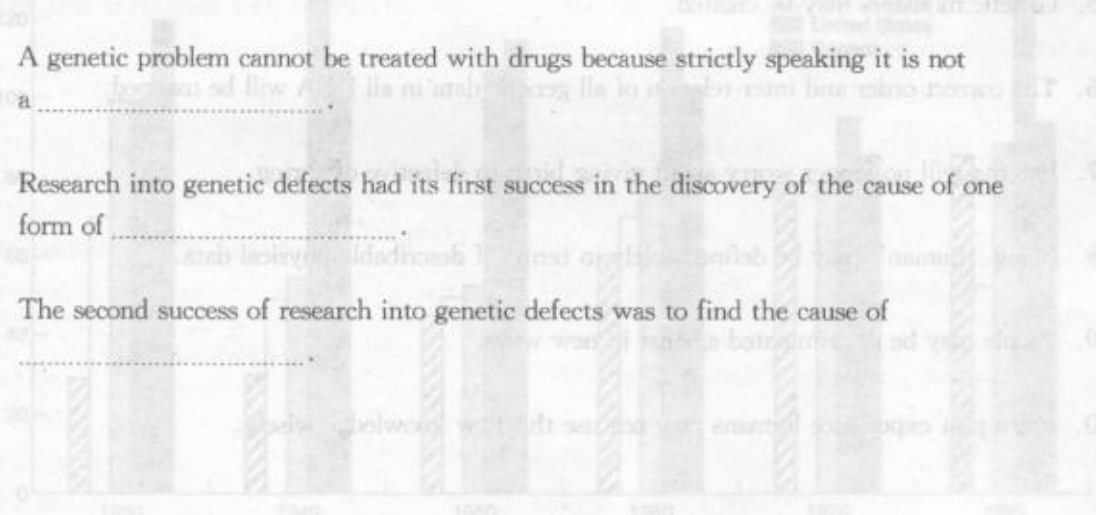 A genetic problem cannot be treated with drugs because strictly speaking it is not
a .............................. .
Research into genetic defects had its first success in the discovery of the cause of one
form of .............................. .
The second success of research into genetic defects was to find the cause of
.............................. .